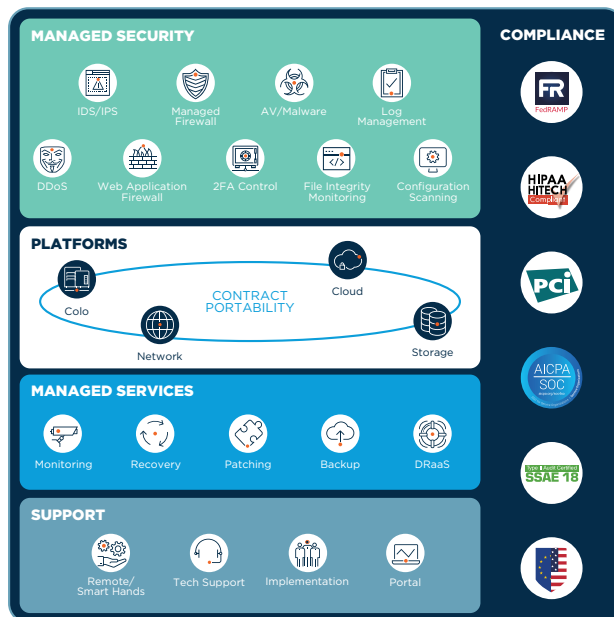 MANAGED SECURITY
IDS/IPS
Managed
Firewall
AV/Malware
Log
Management
DDoS
Web Application
Firewall
2FA Control
File Integrity
Monitoring
Configuration
Scanning
PLATFORMS
CONTRACT
PORTABILITY
Colo
Network
Cloud
Storage
MANAGED SERVICES
Monitoring
Recovery
Patching
Backup
DRaaS
SUPPORT
Remote/
Smart Hands
Tech Support
Implementation
Portal
COMPLIANCE
FR
FedRAMP
HIPAA
HITECH
Compliant
PCI
AICPA
SOC
Type II Audit Certified
SSAE 18